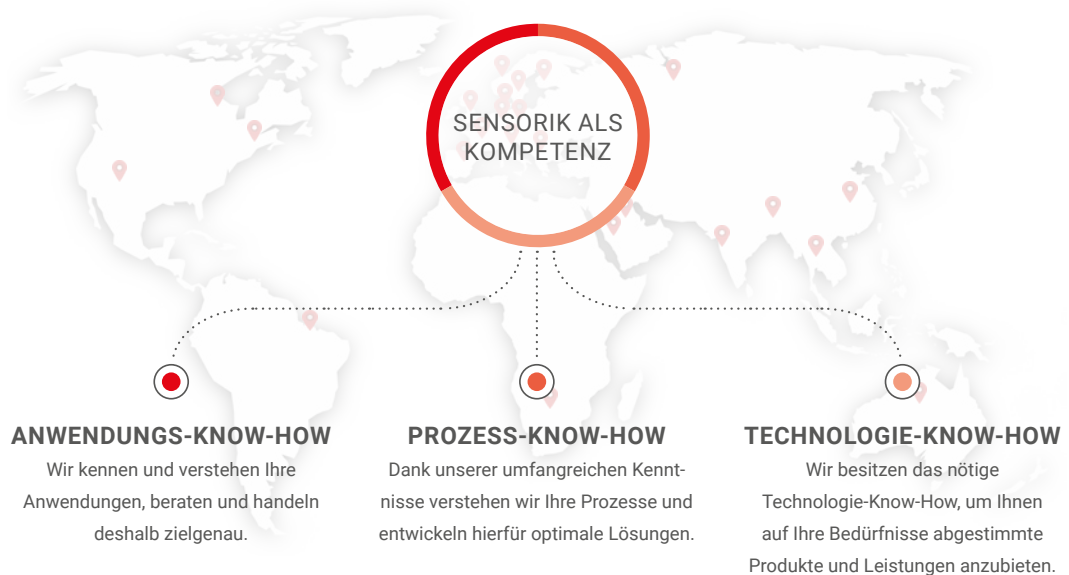 SENSORIK ALS
KOMPETENZ
ANWENDUNGS-KNOW-HOW
Wir kennen und verstehen Ihre
Anwendungen, beraten und handeln
deshalb zielgenau.
PROZESS-KNOW-HOW
Dank unserer umfangreichen Kennt-
nisse verstehen wir Ihre Prozesse und
entwickeln hierfür optimale Lösungen.
TECHNOLOGIE-KNOW-HOW
Wir besitzen das nötige
Technologie-Know-How, um Ihnen
auf Ihre Bedürfnisse abgestimmte
Produkte und Leistungen anzubieten.